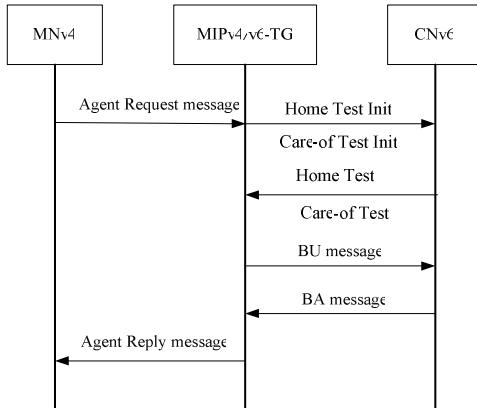 MNv4
MIPv4/v6-TG
CNv6
Agent Request message
Home Test Init
Care-of Test Init
Home Test
Care-of Test
BU message
BA message
Agent Reply message